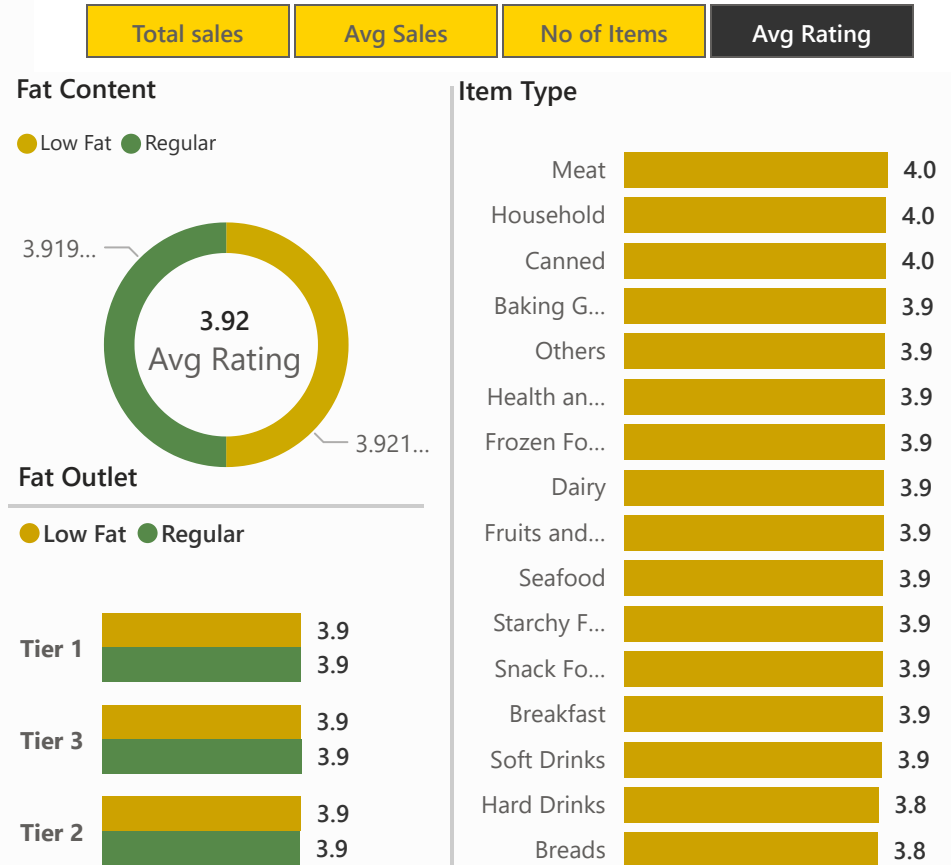 Total sales
Avg Sales
No of Items
Avg Rating
Fat Content
Low Fat
Regular
3.919...
3.92
Avg Rating
3.921...
Fat Outlet
Low Fat
Regular
Tier 1
3.9
3.9
Tier 3
3.9
3.9
Tier 2
3.9
3.9
Item Type
Meat 4.0
Household 4.0
Canned 4.0
Baking G... 3.9
Others 3.9
Health an... 3.9
Frozen Fo... 3.9
Dairy 3.9
Fruits and... 3.9
Seafood 3.9
Starchy F... 3.9
Snack Fo... 3.9
Breakfast 3.9
Soft Drinks 3.9
Hard Drinks 3.8
Breads 3.8